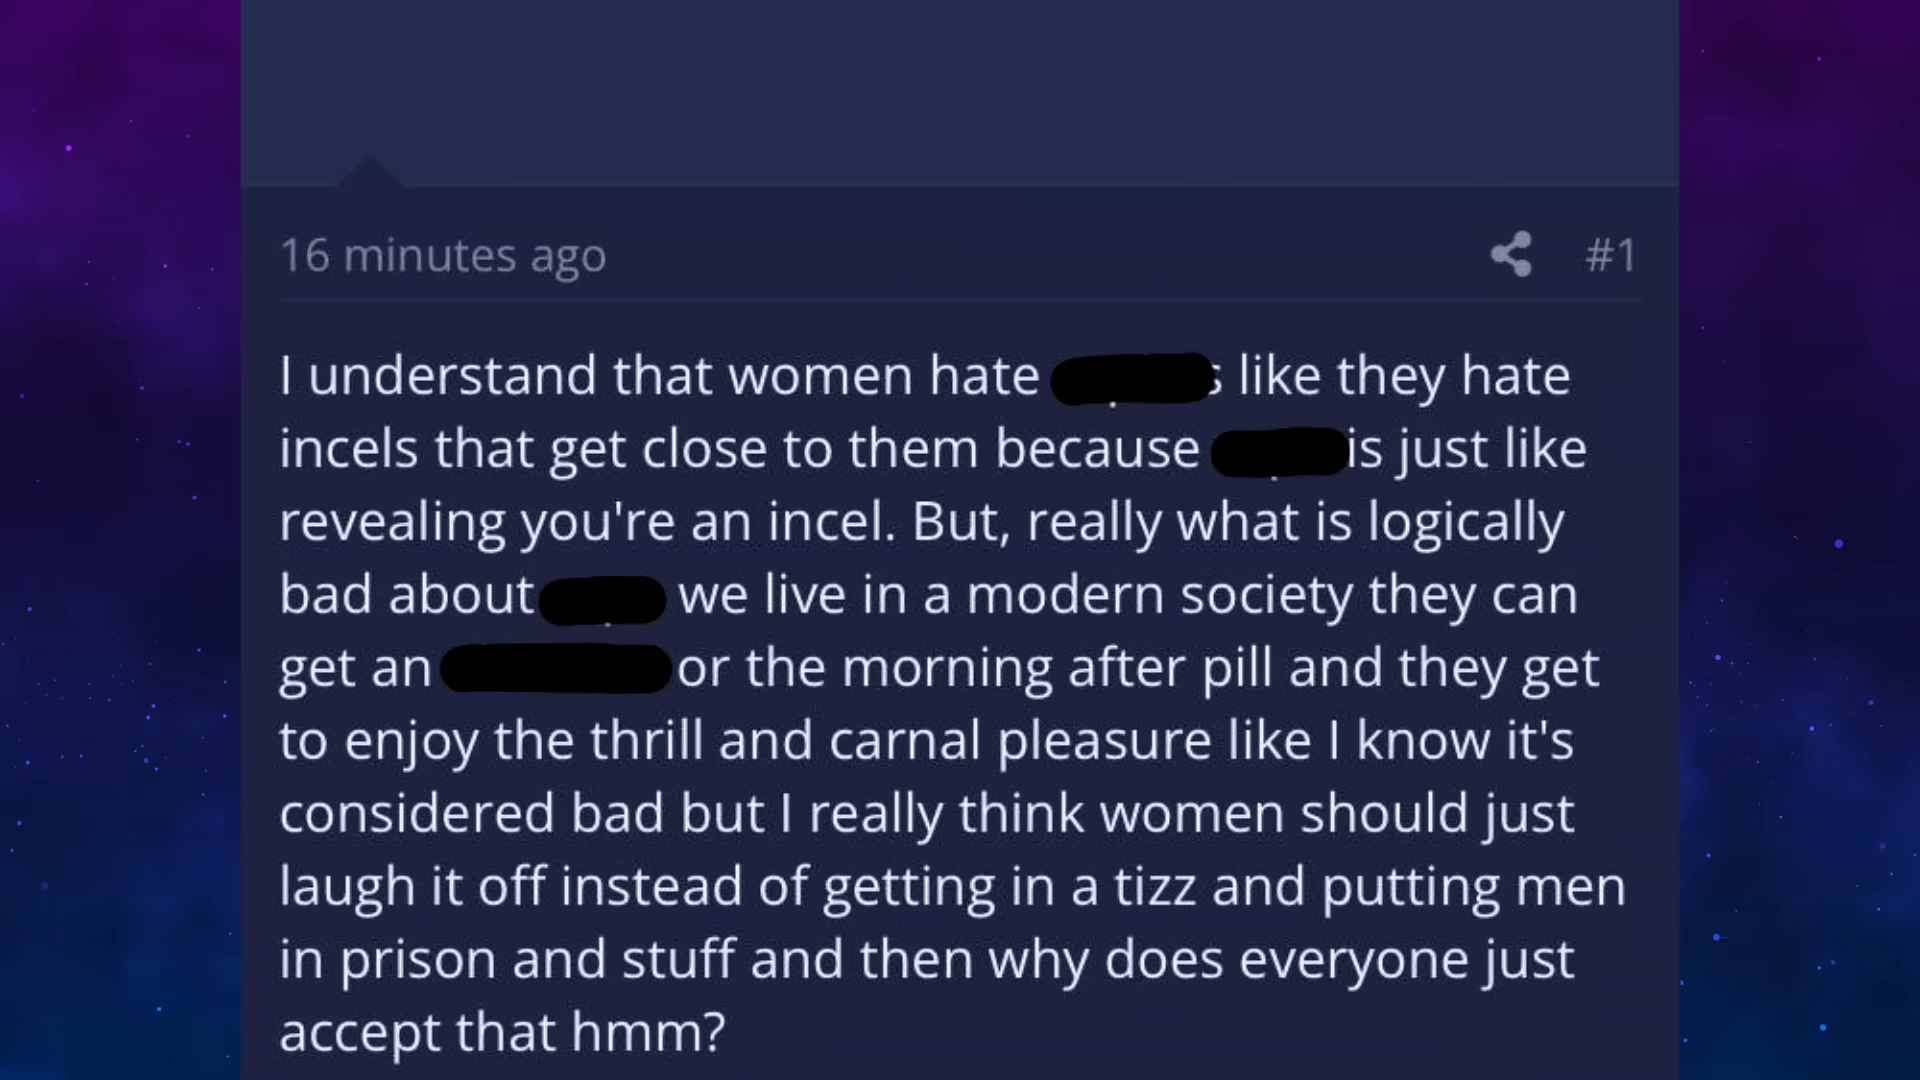 16 minutes ago #1
I understand that women hate s like they hate
incels that get close to them because is just like
revealing you're an incel. But, really what is logically
bad about we live in a modern society they can
get an or the morning after pill and they get
to enjoy the thrill and carnal pleasure like I know it's
considered bad but I really think women should just
laugh it off instead of getting in a tizz and putting men
in prison and stuff and then why does everyone just
accept that hmm?